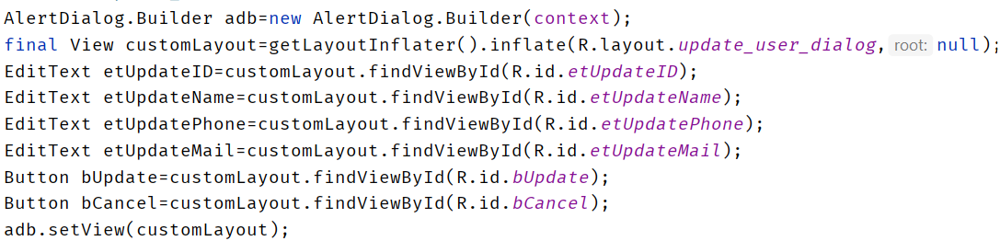 AlertDialog.Builder adb=new AlertDialog.Builder(context);
final View customLayout=getLayoutInflater().inflate(R.layout.update_user_dialog, root: null);
EditText etUpdateID=customLayout.findViewById(R.id.etUpdateID);
EditText etUpdateName=customLayout.findViewById(R.id.etUpdateName);
EditText etUpdatePhone=customLayout.findViewById(R.id.etUpdatePhone);
EditText etUpdateMail=customLayout.findViewById(R.id.etUpdateMail);
Button bUpdate=customLayout.findViewById(R.id.bUpdate);
Button bCancel=customLayout.findViewById(R.id.bCancel);
adb.setView(customLayout);